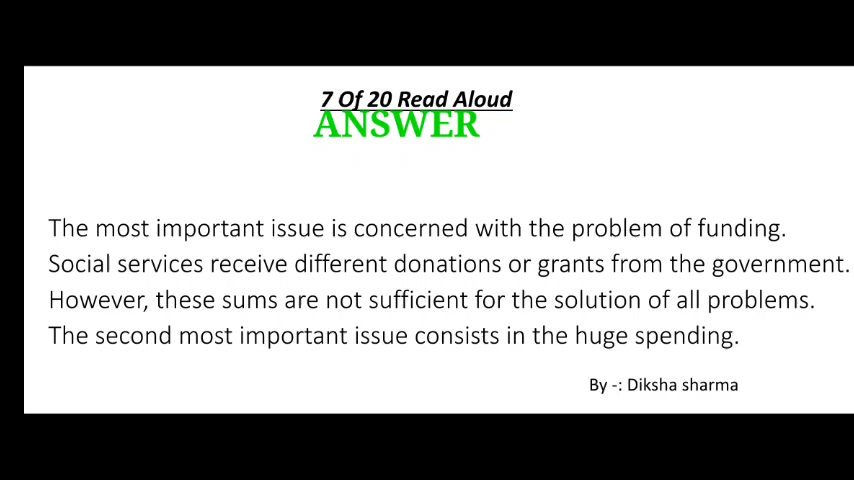 7 Of 20 Read Aloud
ANSWER
The most important issue is concerned with the problem of funding.
Social services receive different donations or grants from the government.
However, these sums are not sufficient for the solution of all problems.
The second most important issue consists in the huge spending.
By -: Diksha sharma